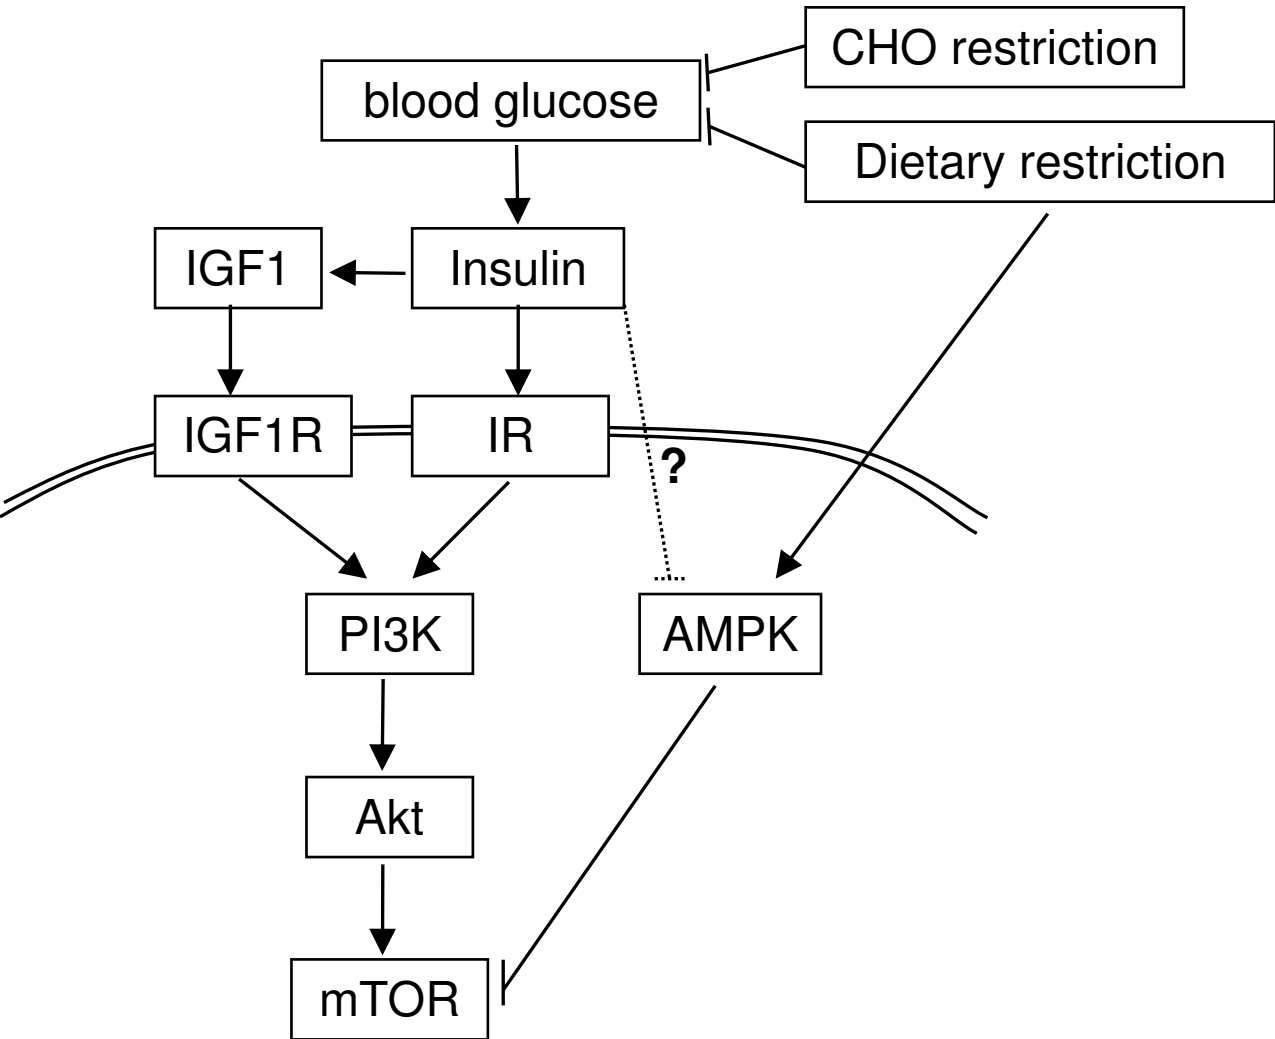 CHO restriction
blood glucose
Dietary restriction
IGF1
Insulin
IGF1R
IR
?
PI3K
AMPK
Akt
mTOR